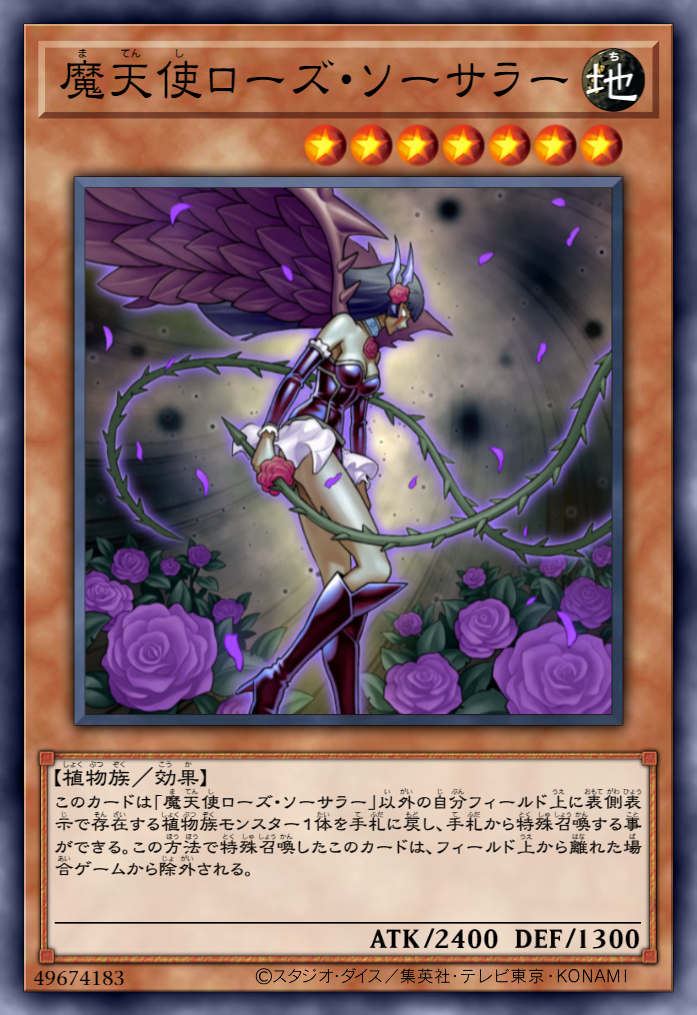 魔天使ローズ・ソーサラー
地
【植物族／効果】
このカードは「魔天使ローズ・ソーサラー」以外の自分フィールド上に表側表
示で存在する植物族モンスター１体を手札に戻し、手札から特殊召喚する事
ができる。この方法で特殊召喚したこのカードは、フィールド上から離れた場
合ゲームから除外される。
ATK/2400 DEF/1300
49674183 ©スタジオ・ダイス／集英社・テレビ東京・KONAMI